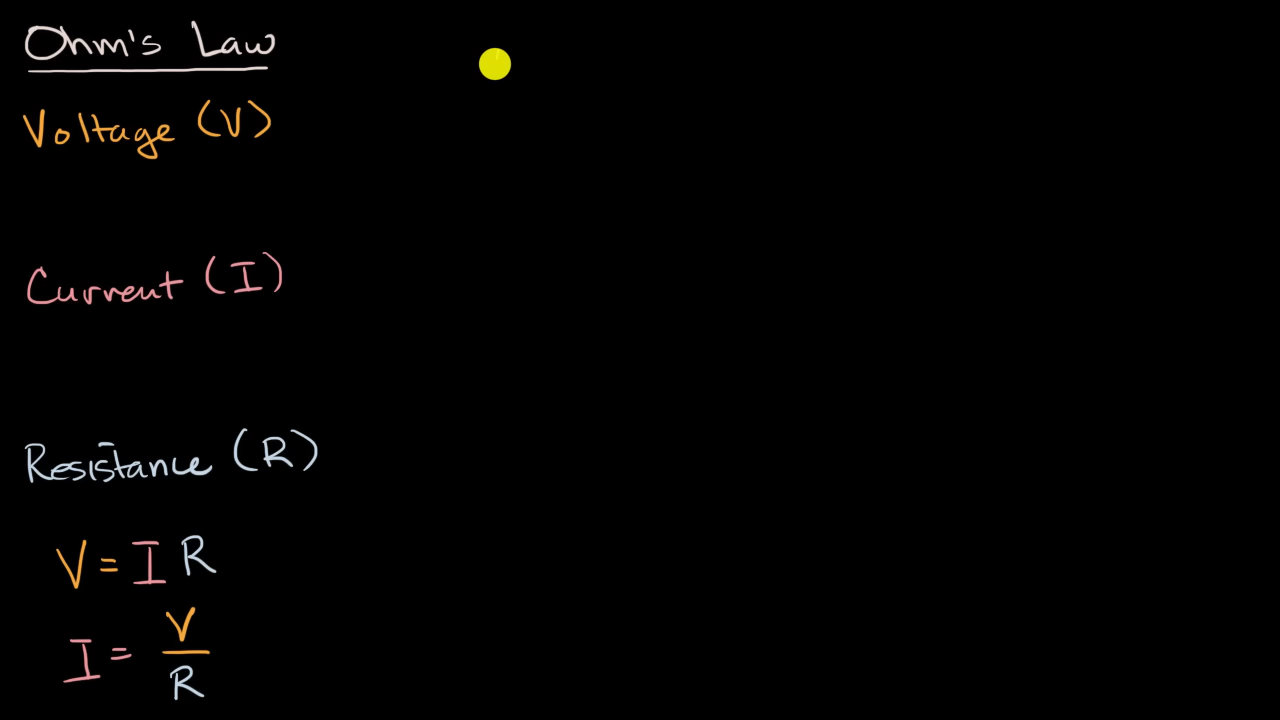 Ohm's Law
Voltage (V)
Current (I)
Resistance (R)
V = I R
I = V/R